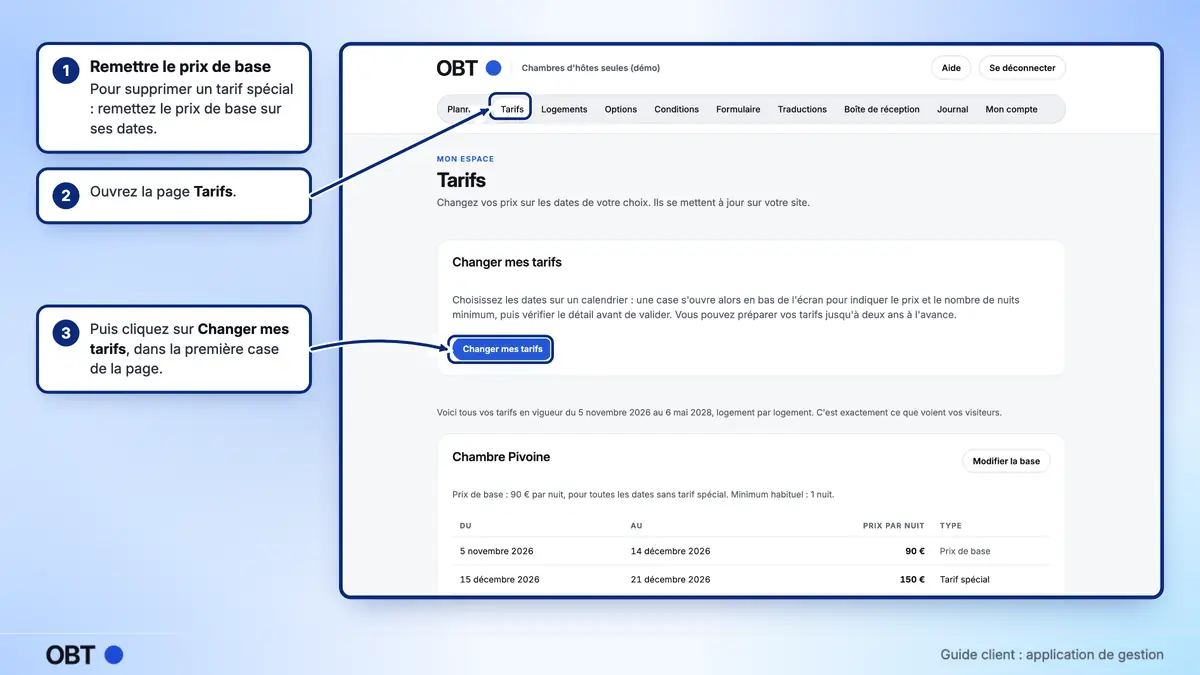 1
Remettre le prix de base
Pour supprimer un tarif spécial
: remettez le prix de base sur
ses dates.
2
Ouvrez la page Tarifs.
3
Puis cliquez sur Changer mes
tarifs, dans la première case
de la page.
OBT
Chambres d'hôtes seules (démo)
Aide
Se déconnecter
Tarifs
Logements
Options
Conditions
Formulaire
Traductions
Boîte de réception
Journal
Mon compte
MON ESPACE
Tarifs
Changez vos prix sur les dates de votre choix. Ils se mettent à jour sur votre site.
Changer mes tarifs
Choisissez les dates sur un calendrier : une case s'ouvre alors en bas de l'écran pour indiquer le prix et le nombre de nuits
minimum, puis vérifier le détail avant de valider. Vous pouvez préparer vos tarifs jusqu'à deux ans à l'avance.
Changer mes tarifs
Voici tous vos tarifs en vigueur du 5 novembre 2026 au 6 mai 2028, logement par logement. C'est exactement ce que voient vos visiteurs.
Chambre Pivoine
Modifier la base
Prix de base : 90 € par nuit, pour toutes les dates sans tarif spécial. Minimum habituel : 1 nuit.
DU AU PRIX PAR NUIT TYPE
5 novembre 2026 14 décembre 2026 90 € Prix de base
15 décembre 2026 21 décembre 2026 150 € Tarif spécial
OBT
Guide client : application de gestion